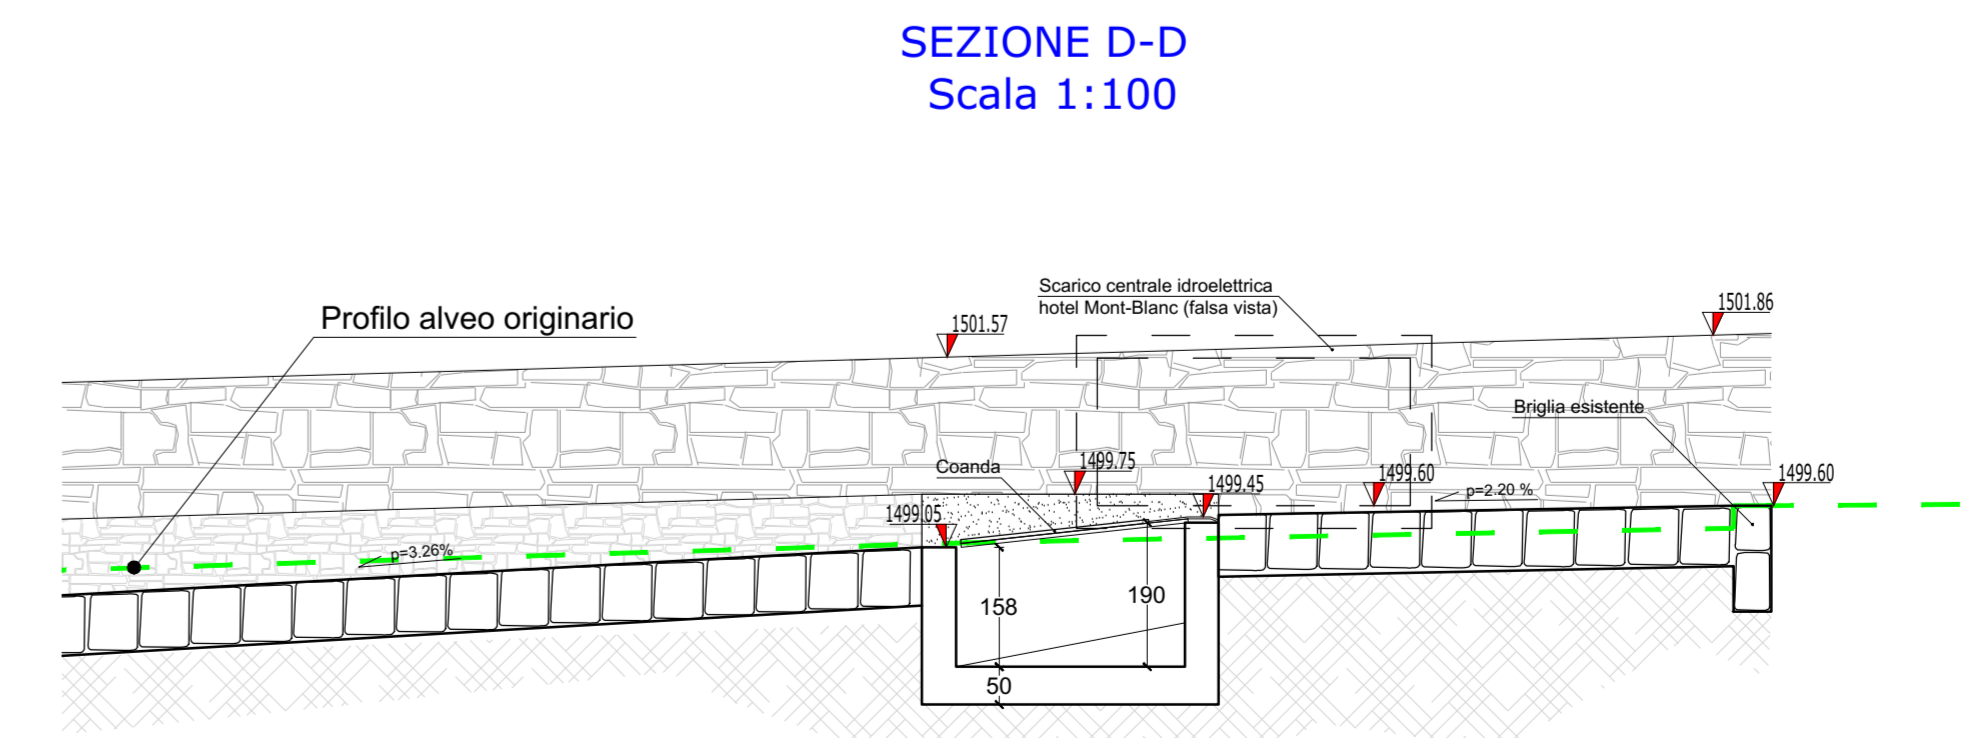 SEZIONE D-D
Scala 1:100
Scarico centrale idroelettrica
hotel Mont-Blanc (falsa vista)
1501.86
Profilo alveo originario
1501.57
Briglia esistente
Coanda
1499.75
1499.45
1499.60
p=2.20 %
1499.60
1499.05
p=3.26%
158
190
50